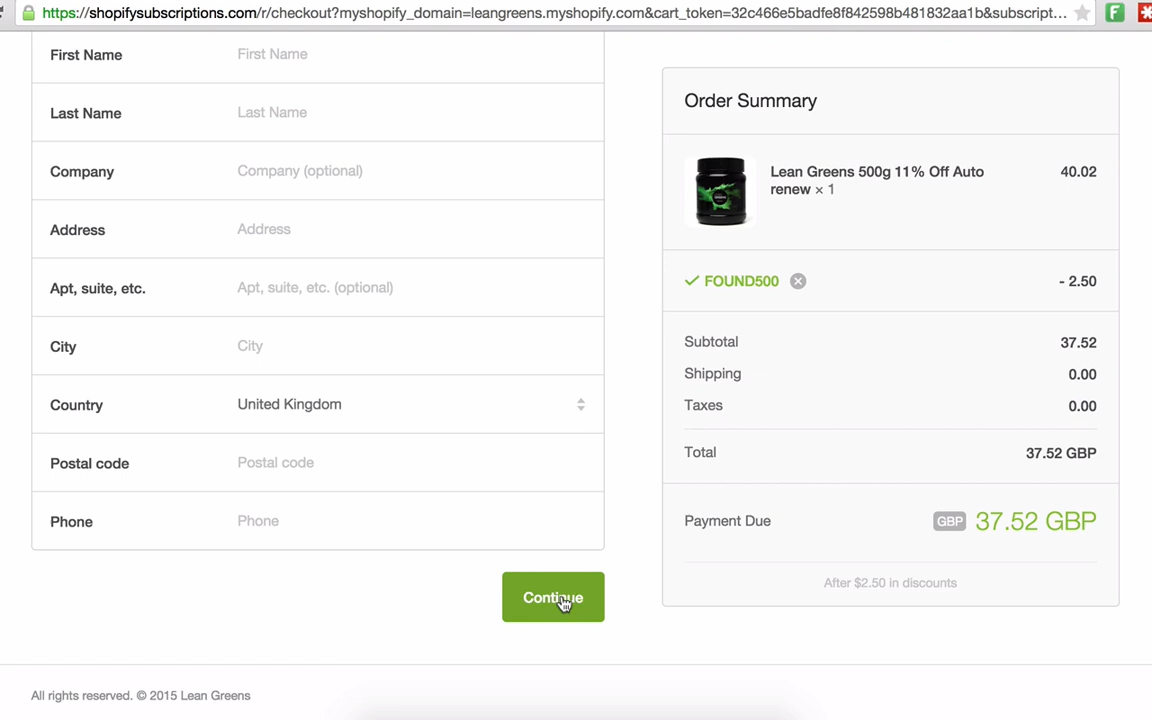 https://shopifysubscriptions.com/r/checkout?myshopify_domain=leangreens.myshopify.com&cart_token=32c466e5badfe8f842598b481832aa1b&subscript...
First Name First Name
Last Name Last Name
Company Company (optional)
Address Address
Apt, suite, etc. Apt, suite, etc. (optional)
City City
Country United Kingdom
Postal code Postal code
Phone Phone
Continue
Order Summary
Lean Greens 500g 11% Off Auto 40.02
renew × 1
FOUND500 - 2.50
Subtotal 37.52
Shipping 0.00
Taxes 0.00
Total 37.52 GBP
Payment Due GBP 37.52 GBP
After $2.50 in discounts
All rights reserved. © 2015 Lean Greens